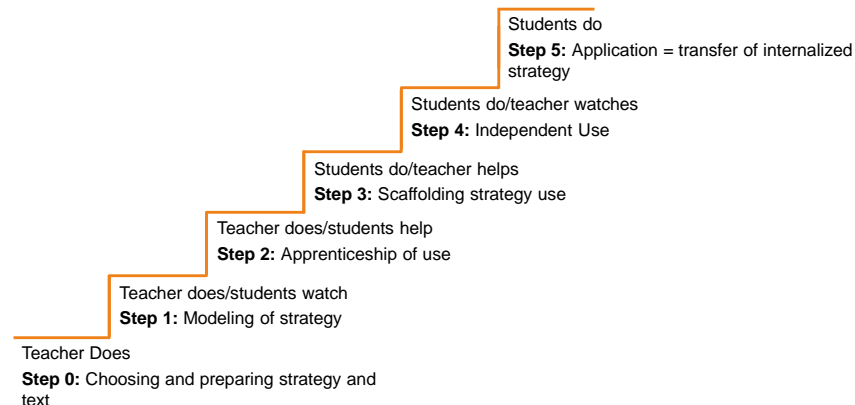 Students do
Step 5: Application = transfer of internalized
strategy
Students do/teacher watches
Step 4: Independent Use
Students do/teacher helps
Step 3: Scaffolding strategy use
Teacher does/students help
Step 2: Apprenticeship of use
Teacher does/students watch
Step 1: Modeling of strategy
Teacher Does
Step 0: Choosing and preparing strategy and
text